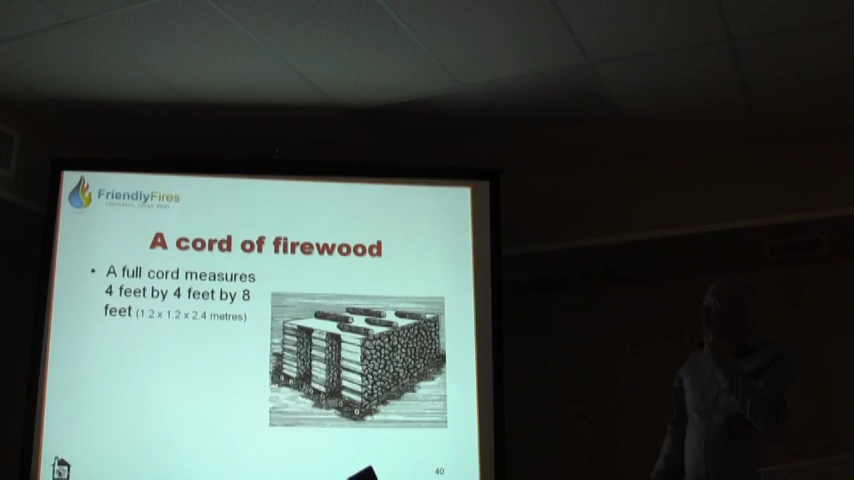 FriendlyFires
A cord of firewood
• A full cord measures
4 feet by 4 feet by 8
feet (1.2 x 1.2 x 2.4 metres)
40